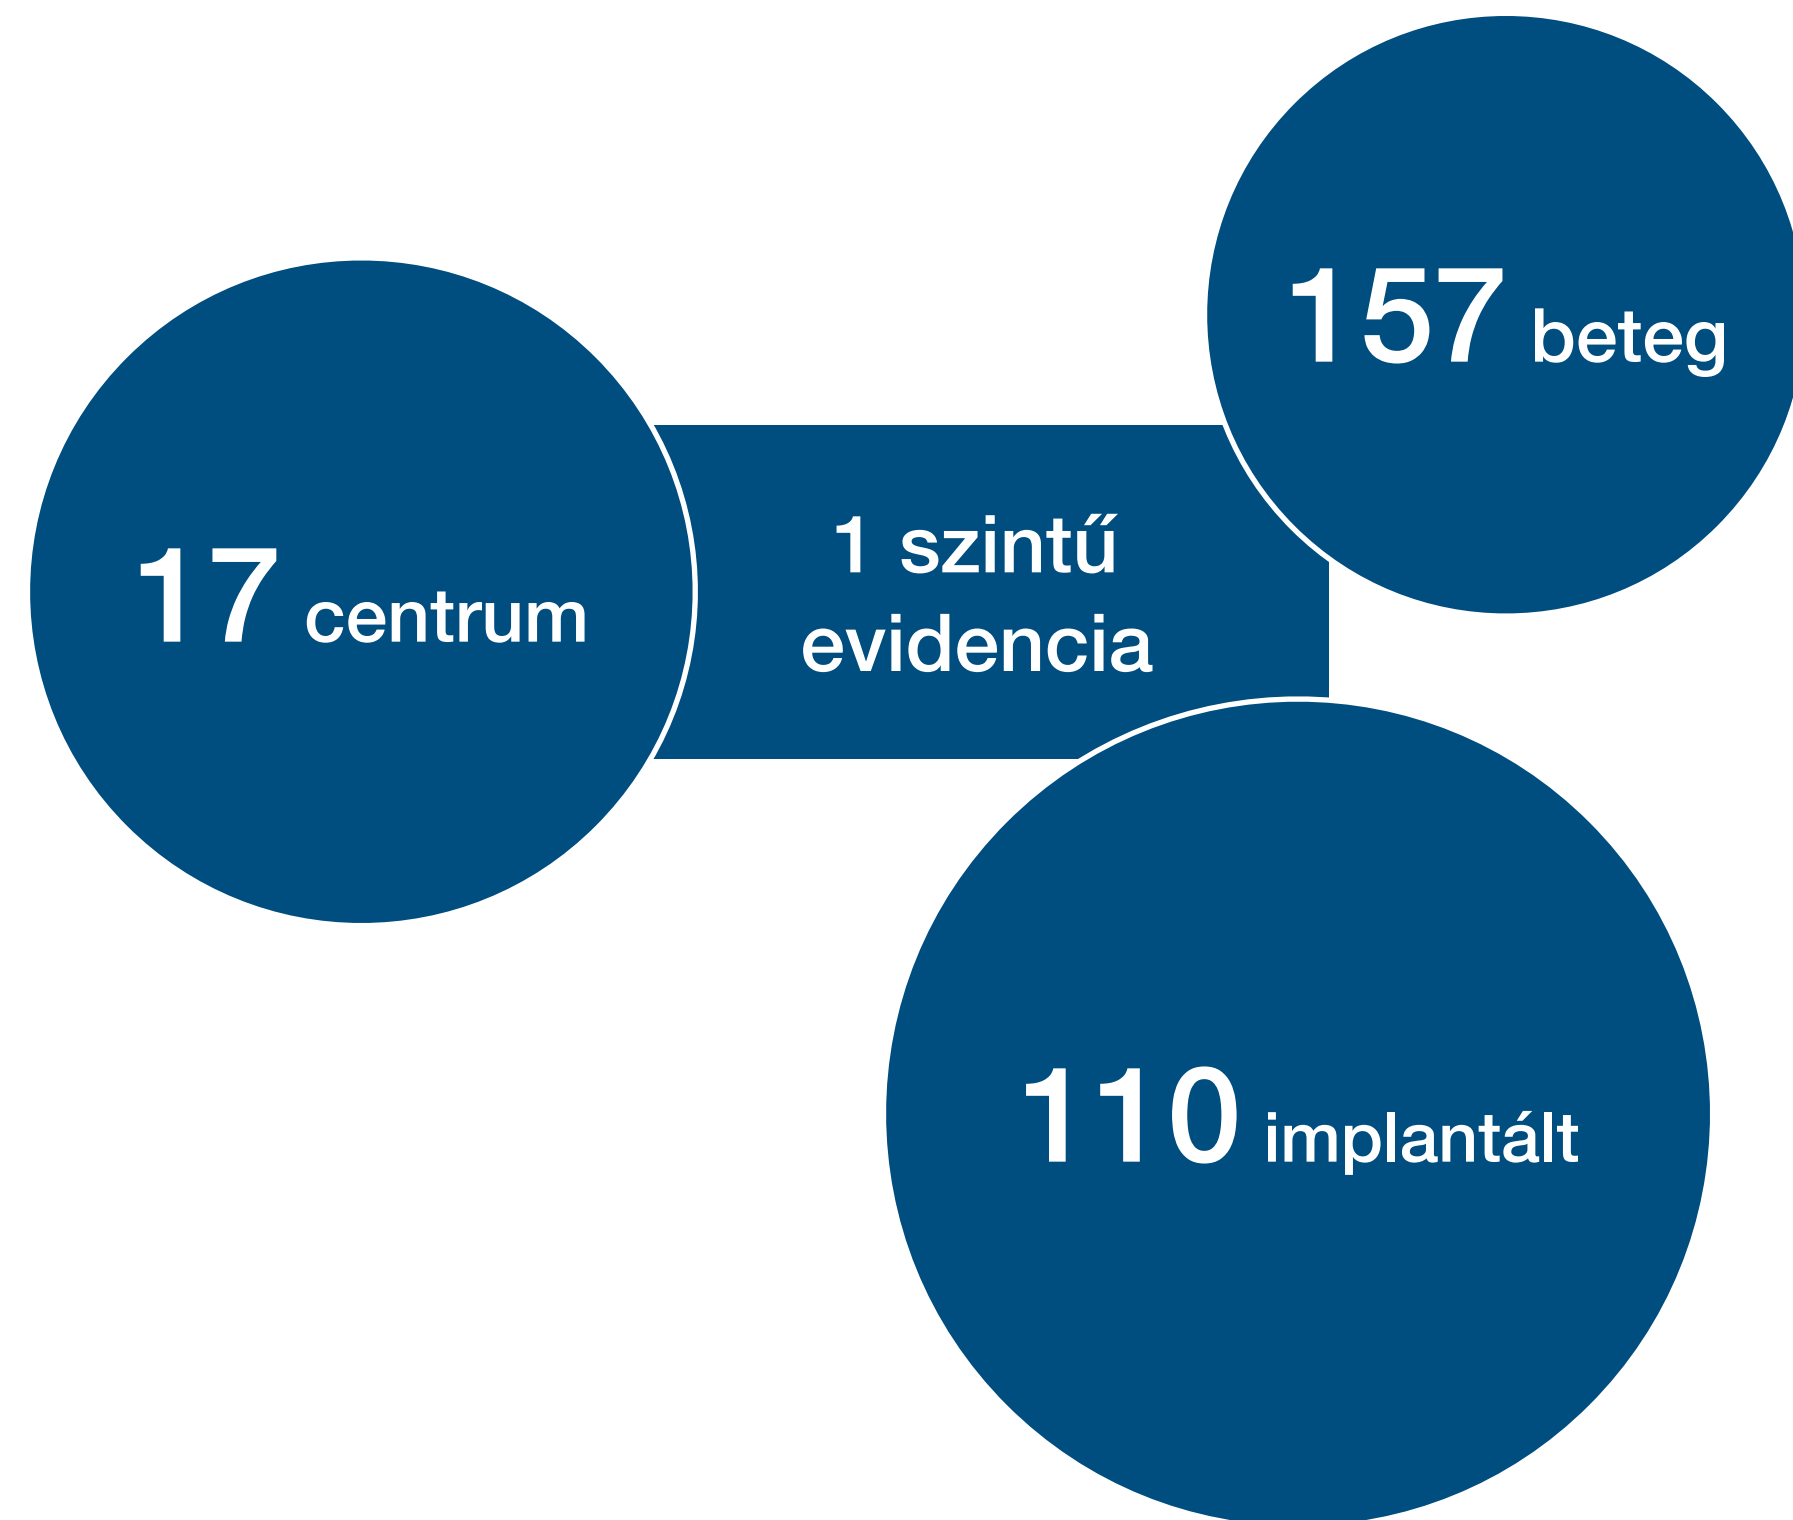 157 beteg
17 centrum
1 szintű
evidencia
110 implantált